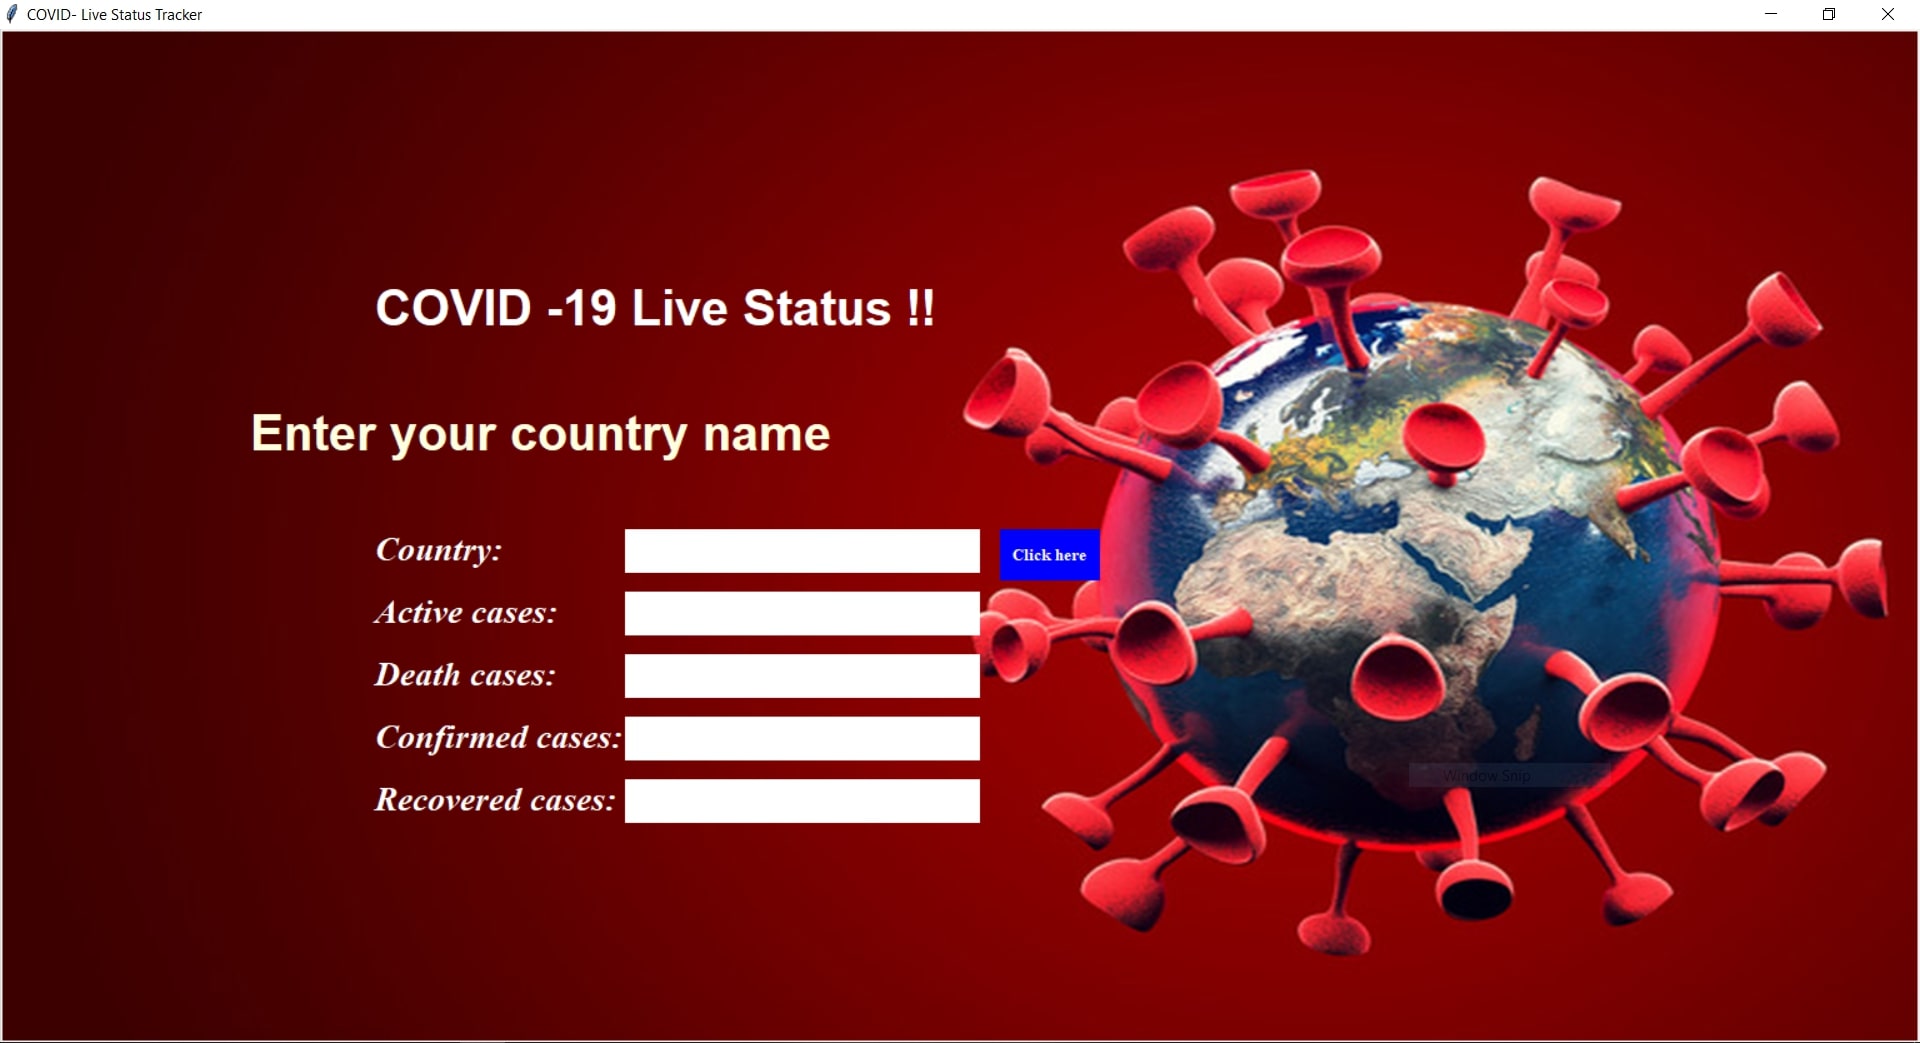 COVID- Live Status Tracker
COVID -19 Live Status !!
Enter your country name
Country:
Click here
Active cases:
Death cases:
Confirmed cases:
Window Snip
Recovered cases: